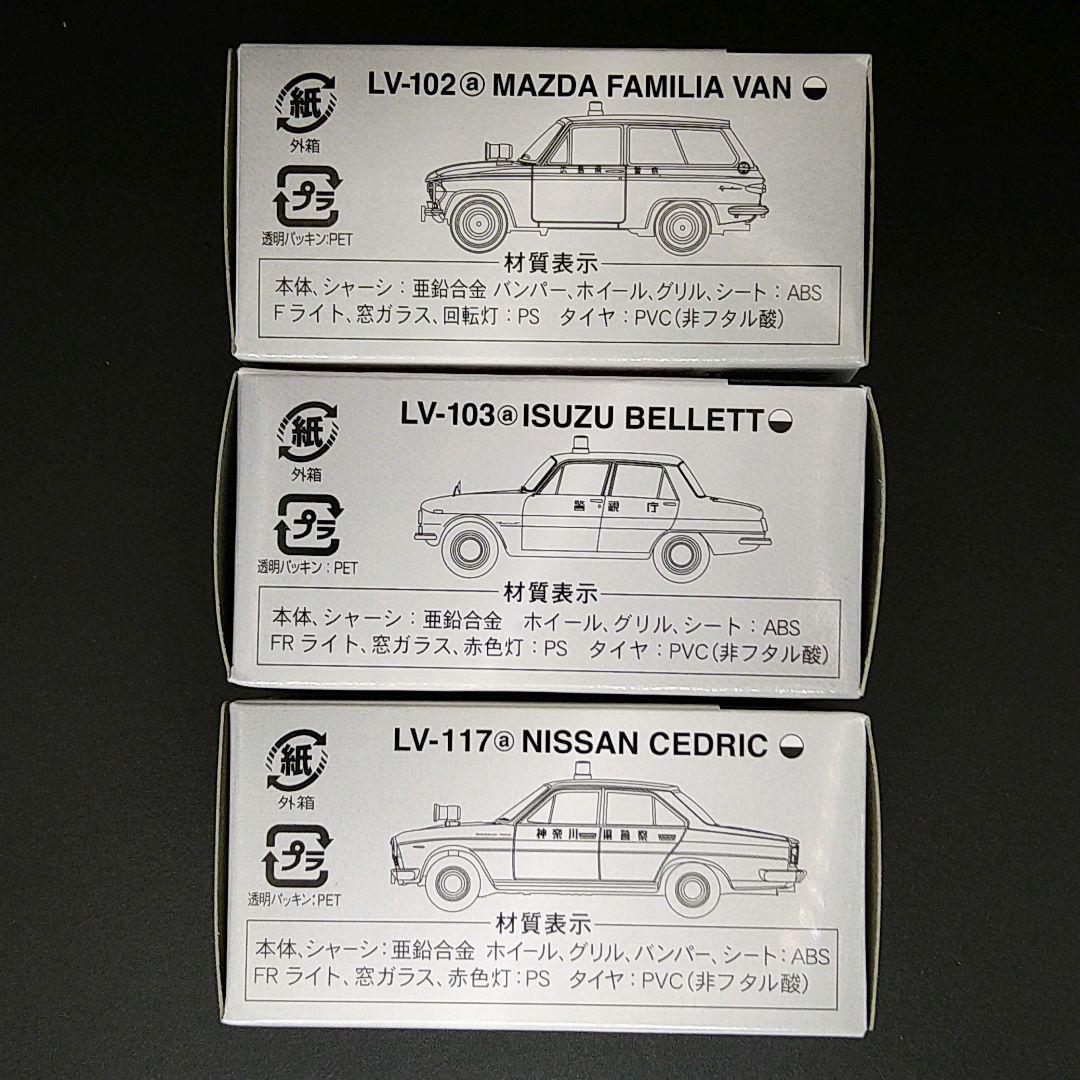 LV-102ⓐ MAZDA FAMILIA VAN
紙
外箱
プラ
透明パッキン:PET
広島県 警察
材質表示
本体、シャーシ：亜鉛合金 バンパー、ホイール、グリル、シート：ABS
Fライト、窓ガラス、回転灯：PS タイヤ：PVC(非フタル酸)
LV-103ⓐ ISUZU BELLETT
紙
外箱
プラ
透明パッキン：PET
警視庁
材質表示
本体、シャーシ：亜鉛合金 ホイール、グリル、シート：ABS
FRライト、窓ガラス、赤色灯：PS タイヤ：PVC(非フタル酸)
LV-117ⓐ NISSAN CEDRIC
紙
外箱
プラ
透明パッキン:PET
神奈川県警察
材質表示
本体、シャーシ：亜鉛合金 ホイール、グリル、バンパー、シート：ABS
FRライト、窓ガラス、赤色灯：PS タイヤ：PVC(非フタル酸)